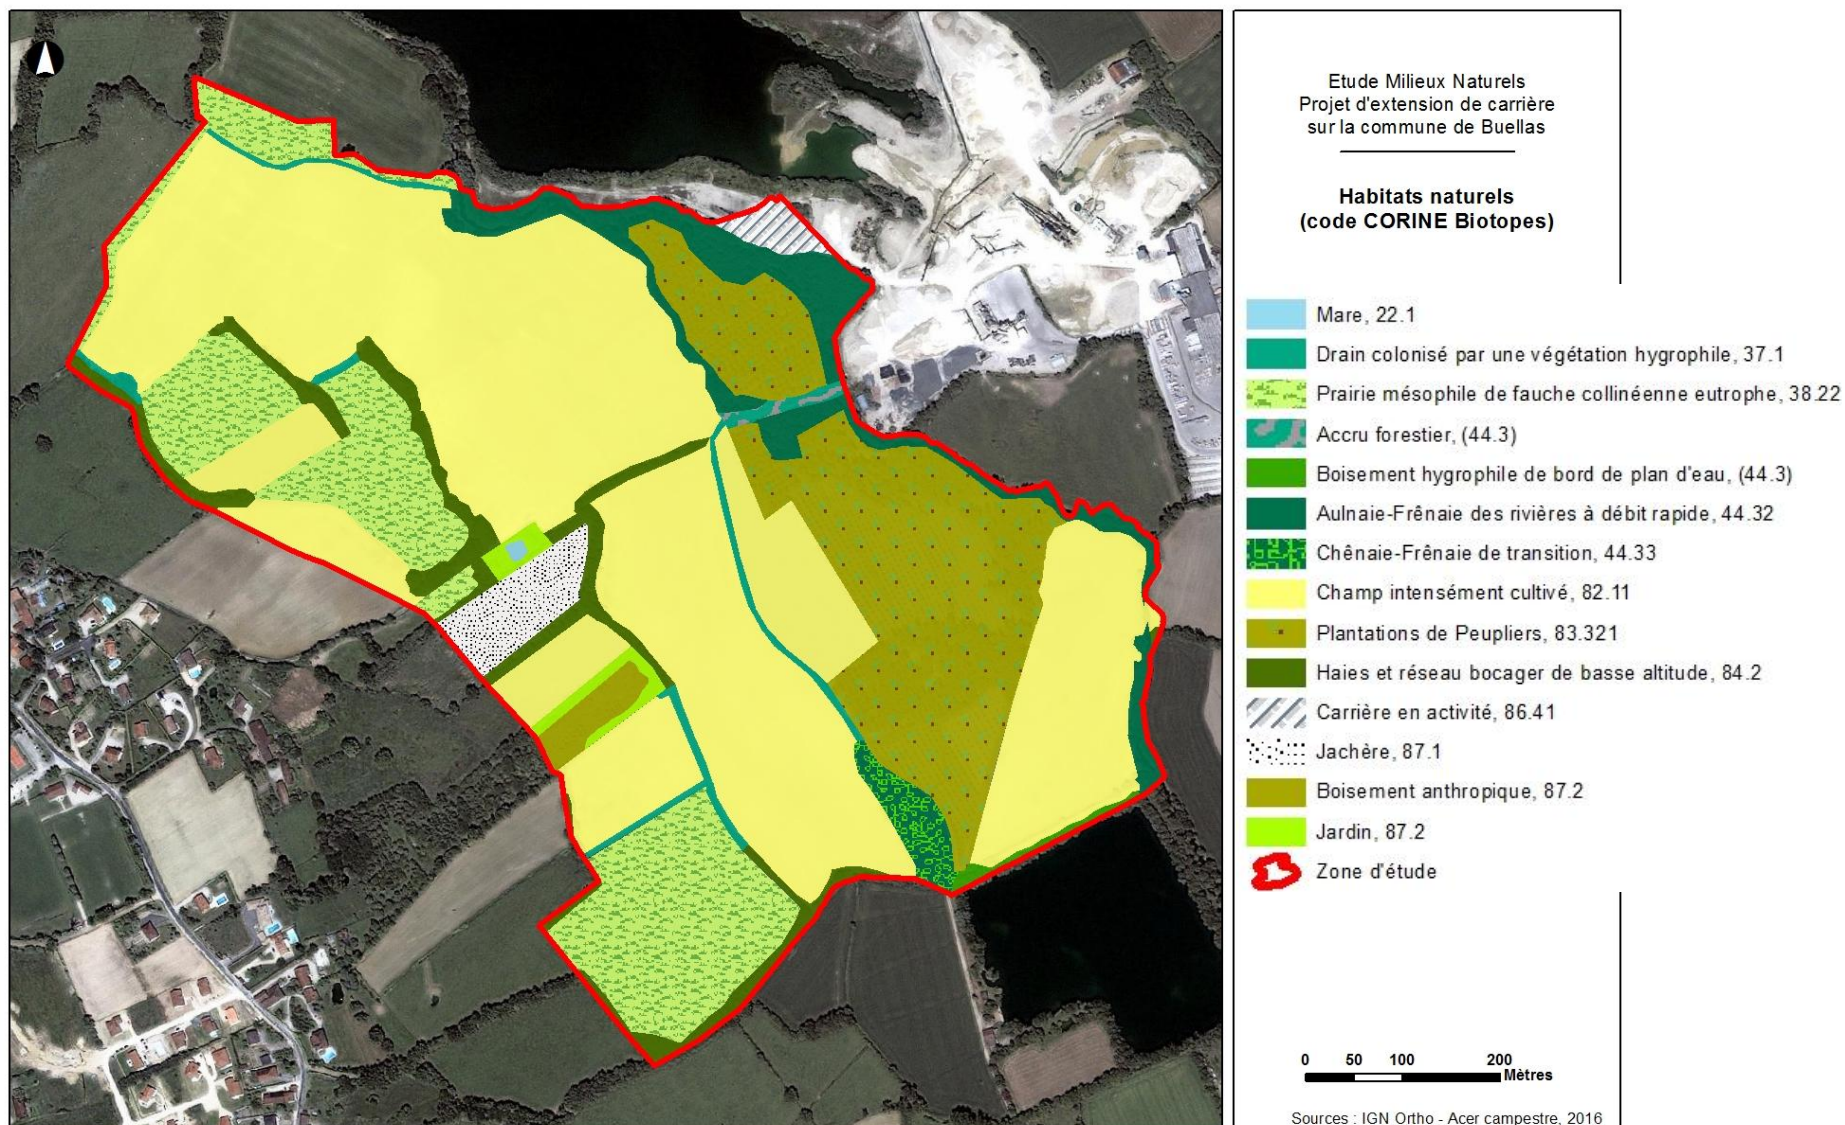 Etude Milieux Naturels
Projet d'extension de carrière
sur la commune de Buellas
Habitats naturels
(code CORINE Biotopes)
Mare, 22.1
Drain colonisé par une végétation hygrophile, 37.1
Prairie mésophile de fauche collinéenne eutrophe, 38.22
Accru forestier, (44.3)
Boisement hygrophile de bord de plan d'eau, (44.3)
Aulnaie-Frênaie des rivières à débit rapide, 44.32
Chênaie-Frênaie de transition, 44.33
Champ intensément cultivé, 82.11
Plantations de Peupliers, 83.321
Haies et réseau bocager de basse altitude, 84.2
Carrière en activité, 86.41
Jachère, 87.1
Boisement anthropique, 87.2
Jardin, 87.2
Zone d'étude
0 50 100 200
Mètres
Sources : IGN Ortho - Acer campestre, 2016